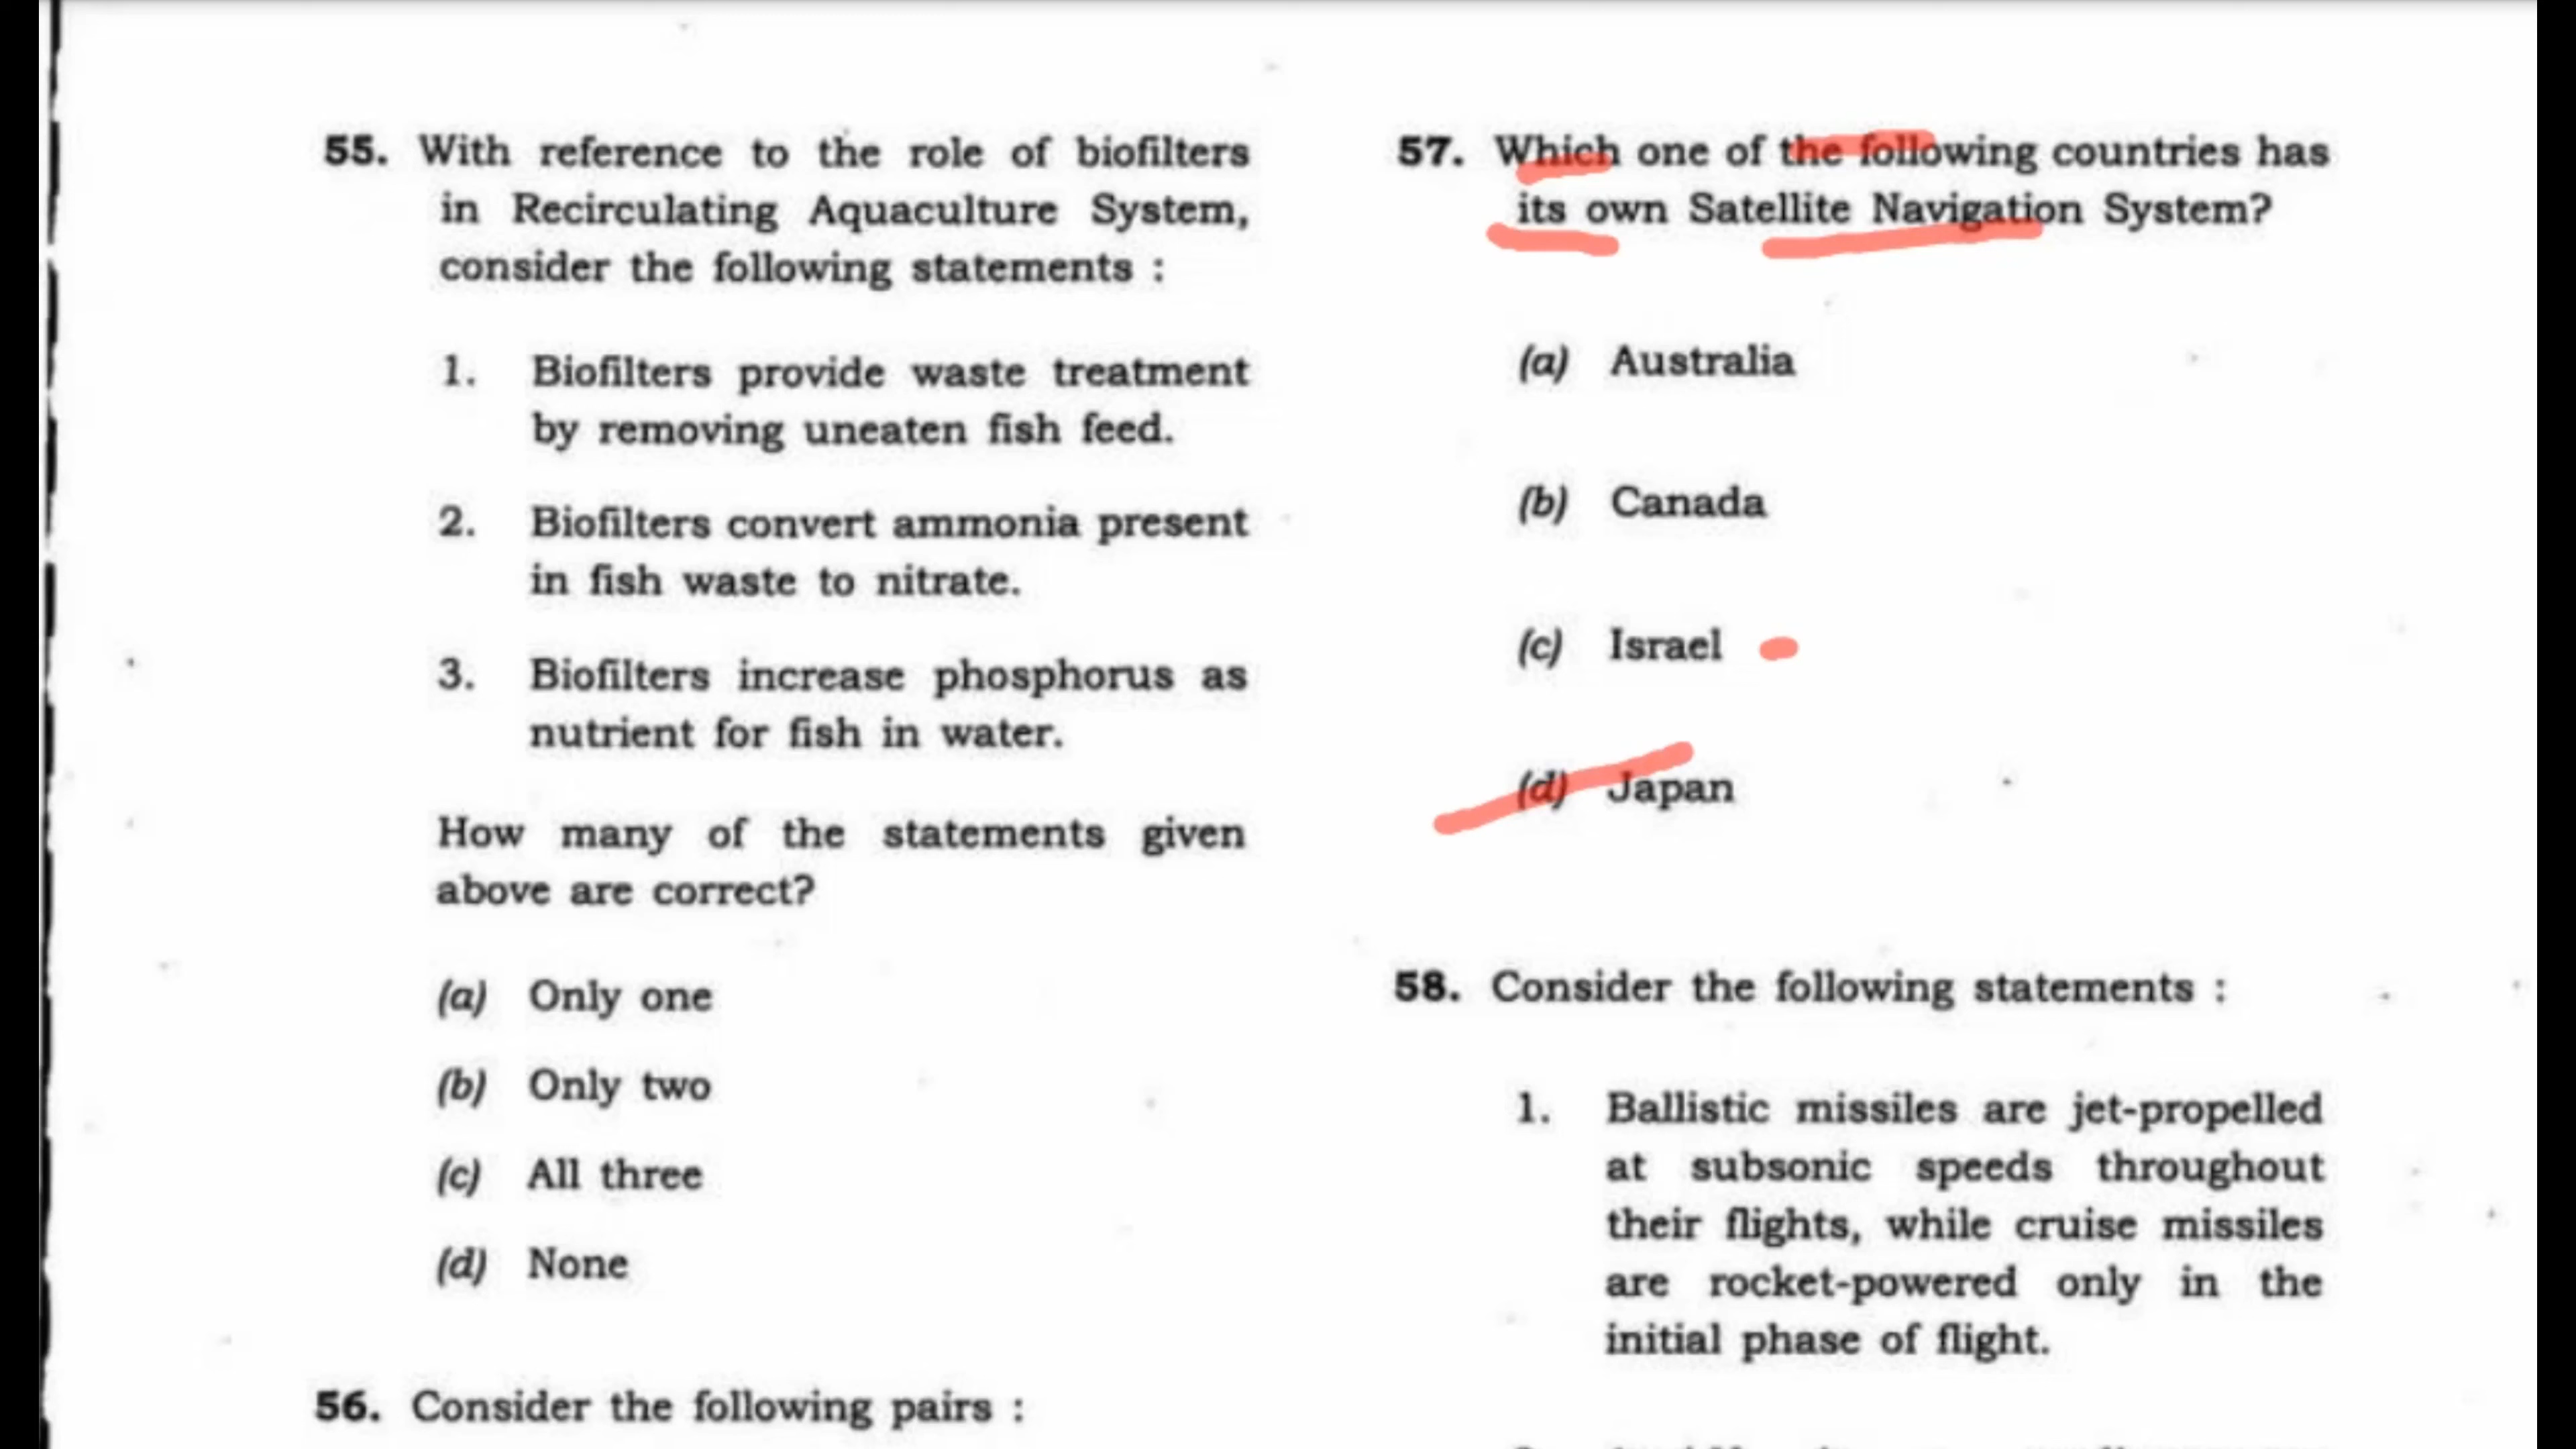 55. With reference to the role of biofilters
in Recirculating Aquaculture System,
consider the following statements :
1. Biofilters provide waste treatment
by removing uneaten fish feed.
2. Biofilters convert ammonia present
in fish waste to nitrate.
3. Biofilters increase phosphorus as
nutrient for fish in water.
How many of the statements given
above are correct?
(a) Only one
(b) Only two
(c) All three
(d) None
56. Consider the following pairs :
57. Which one of the following countries has
its own Satellite Navigation System?
(a) Australia
(b) Canada
(c) Israel
(d) Japan
58. Consider the following statements :
1. Ballistic missiles are jet-propelled
at subsonic speeds throughout
their flights, while cruise missiles
are rocket-powered only in the
initial phase of flight.